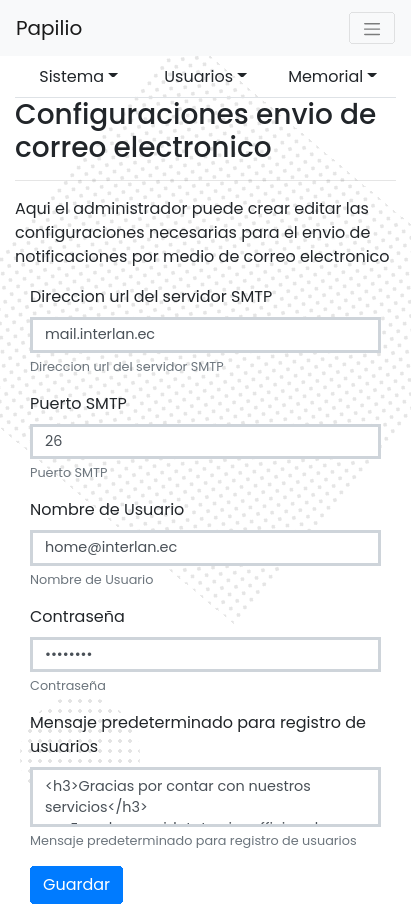 Papilio
Sistema Usuarios Memorial
Configuraciones envio de
correo electronico
Aqui el administrador puede crear editar las
configuraciones necesarias para el envio de
notificaciones por medio de correo electronico
Direccion url del servidor SMTP
mail.interlan.ec
Direccion url del servidor SMTP
Puerto SMTP
26
Puerto SMTP
Nombre de Usuario
home@interlan.ec
Nombre de Usuario
Contraseña
••••••••
Contraseña
Mensaje predeterminado para registro de
usuarios
<h3>Gracias por contar con nuestros
servicios</h3>
Mensaje predeterminado para registro de usuarios
Guardar